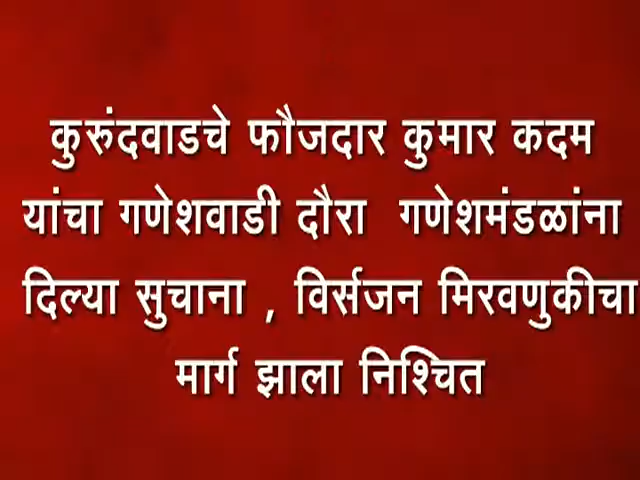 कुरुंदवाडचे फौजदार कुमार कदम
यांचा गणेशवाडी दौरा गणेशमंडळांना
दिल्या सुचाना , विर्सजन मिरवणुकीचा
मार्ग झाला निश्चित